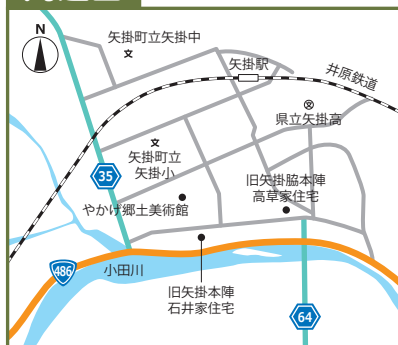 N
矢掛町立矢掛中
矢掛駅
井原鉄道
県立矢掛高
矢掛町立
矢掛小
35
旧矢掛脇本陣
高草家住宅
やかげ郷土美術館
486
小田川
旧矢掛本陣
石井家住宅
64